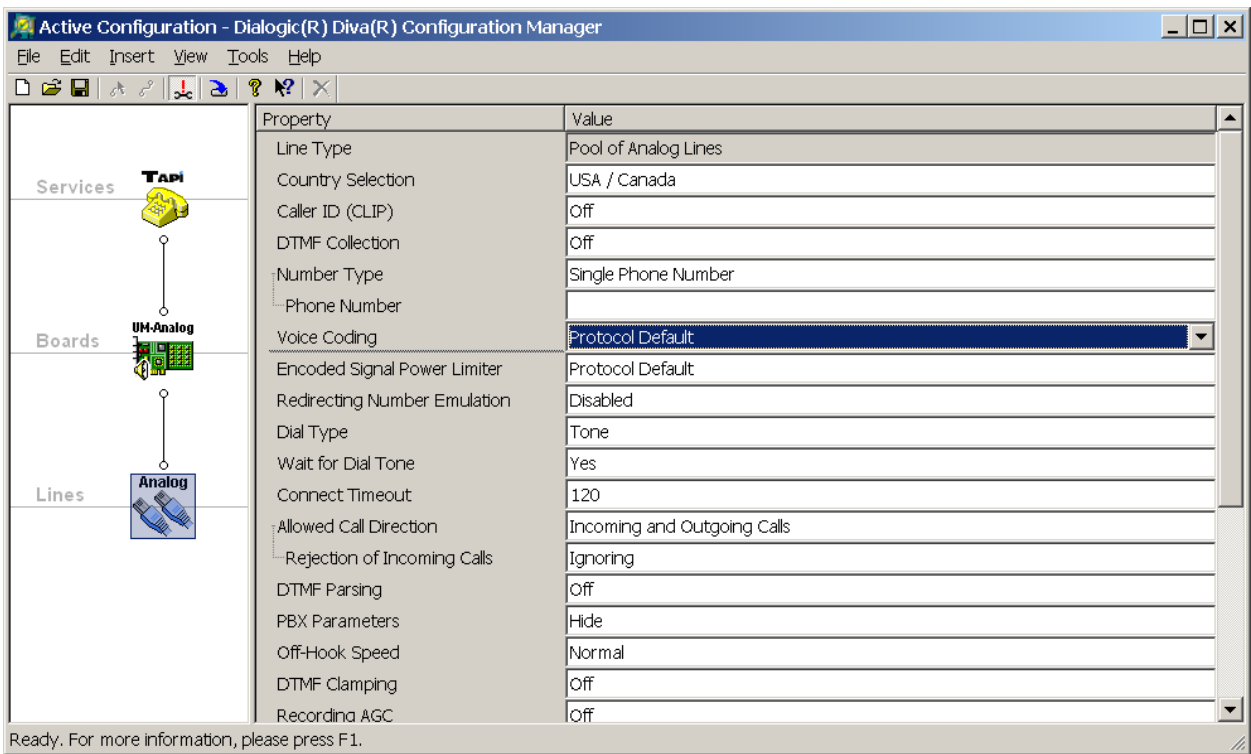 Active Configuration - Dialogic(R) Diva(R) Configuration Manager
File Edit Insert View Tools Help
Services
TAPI
Boards
UM-Analog
Lines
Analog
Property Value
Line Type Pool of Analog Lines
Country Selection USA / Canada
Caller ID (CLIP) Off
DTMF Collection Off
Number Type Single Phone Number
Phone Number
Voice Coding Protocol Default
Encoded Signal Power Limiter Protocol Default
Redirecting Number Emulation Disabled
Dial Type Tone
Wait for Dial Tone Yes
Connect Timeout 120
Allowed Call Direction Incoming and Outgoing Calls
Rejection of Incoming Calls Ignoring
DTMF Parsing Off
PBX Parameters Hide
Off-Hook Speed Normal
DTMF Clamping Off
Recording AGC Off
Ready. For more information, please press F1.